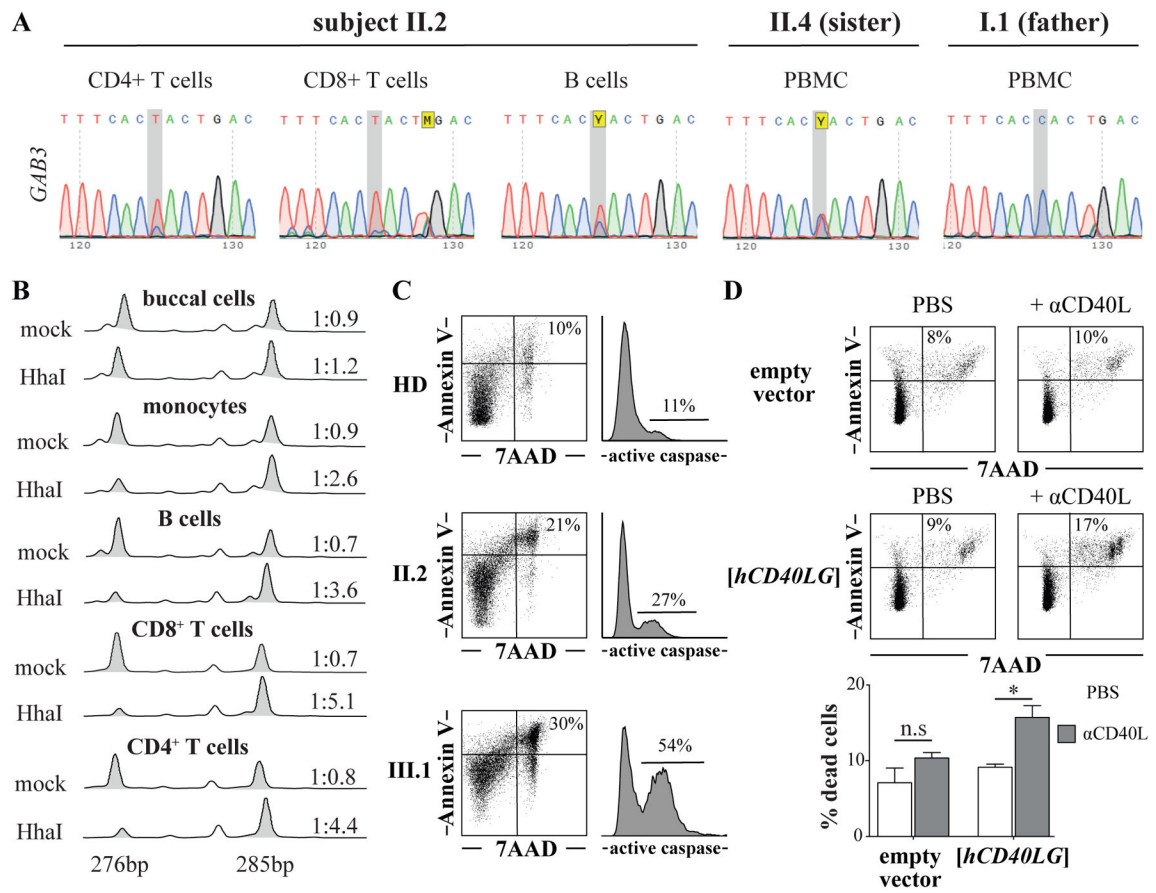 A
subject II.2
II.4 (sister)
I.1 (father)
CD4+ T cells
CD8+ T cells
B cells
PBMC
PBMC
GAB3
T T T C A C T A C T G A C
T T T C A C T A C T M G A C
T T T C A C Y A C T G A C
T T T C A C Y A C T G A C
T T T C A C C A C T G A C
120 130
120 130
120 130
120 130
120 130
B
buccal cells
mock 1:0.9
HhaI 1:1.2
monocytes
mock 1:0.9
HhaI 1:2.6
B cells
mock 1:0.7
HhaI 1:3.6
CD8+ T cells
mock 1:0.7
HhaI 1:5.1
CD4+ T cells
mock 1:0.8
HhaI 1:4.4
276bp 285bp
C
HD
–Annexin V–
10%
– 7AAD –
11%
-active caspase-
II.2
–Annexin V–
21%
– 7AAD –
27%
-active caspase-
III.1
–Annexin V–
30%
– 7AAD –
54%
-active caspase-
D
PBS
+ αCD40L
empty
vector
–Annexin V–
8%
10%
7AAD
PBS
+ αCD40L
[hCD40LG]
–Annexin V–
9%
17%
7AAD
% dead cells
20
10
0
n.s
*
PBS
αCD40L
empty
vector
[hCD40LG]